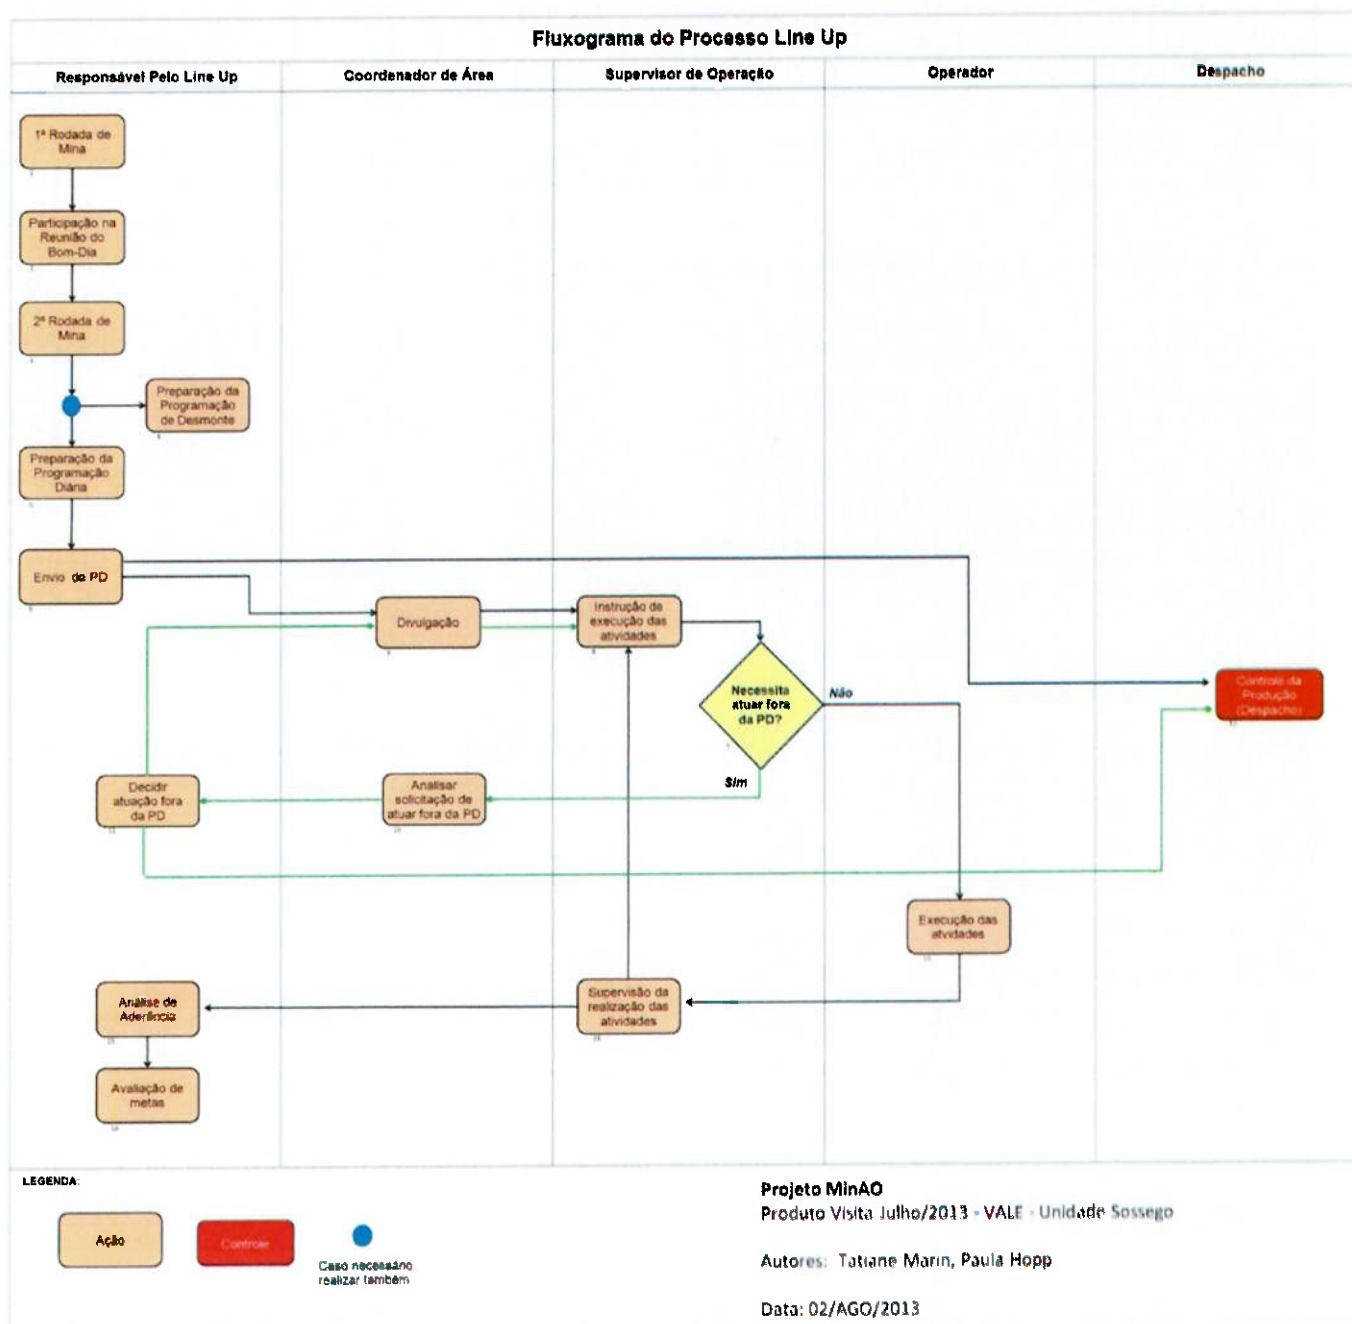 Fluxograma do Processo Line Up
Responsável Pelo Line Up
Coordenador de Área
Supervisor de Operação
Operador
Despacho
1ª Rodada de
Mina
Participação na
Reunião do
Bom-Dia
2ª Rodada de
Mina
Preparação da
Programação
de Desmonte
Preparação da
Programação
Diária
Envio da PD
Divulgação
Instrução de
execução das
atividades
Necessita
atuar fora
da PD?
Não
Sim
Controle da
Produção
(Despacho)
Decidir
atuação fora
da PD
Analisar
solicitação de
atuar fora da PD
Execução das
atvidades
Supervisão da
realização das
atividades
Análise de
Aderência
Avaliação de
metas
LEGENDA:
Ação
Controle
Caso necessário
realizar também
Projeto MinAO
Produto Visita Julho/2013 - VALE - Unidade Sossego
Autores: Tatiane Marin, Paula Hopp
Data: 02/AGO/2013